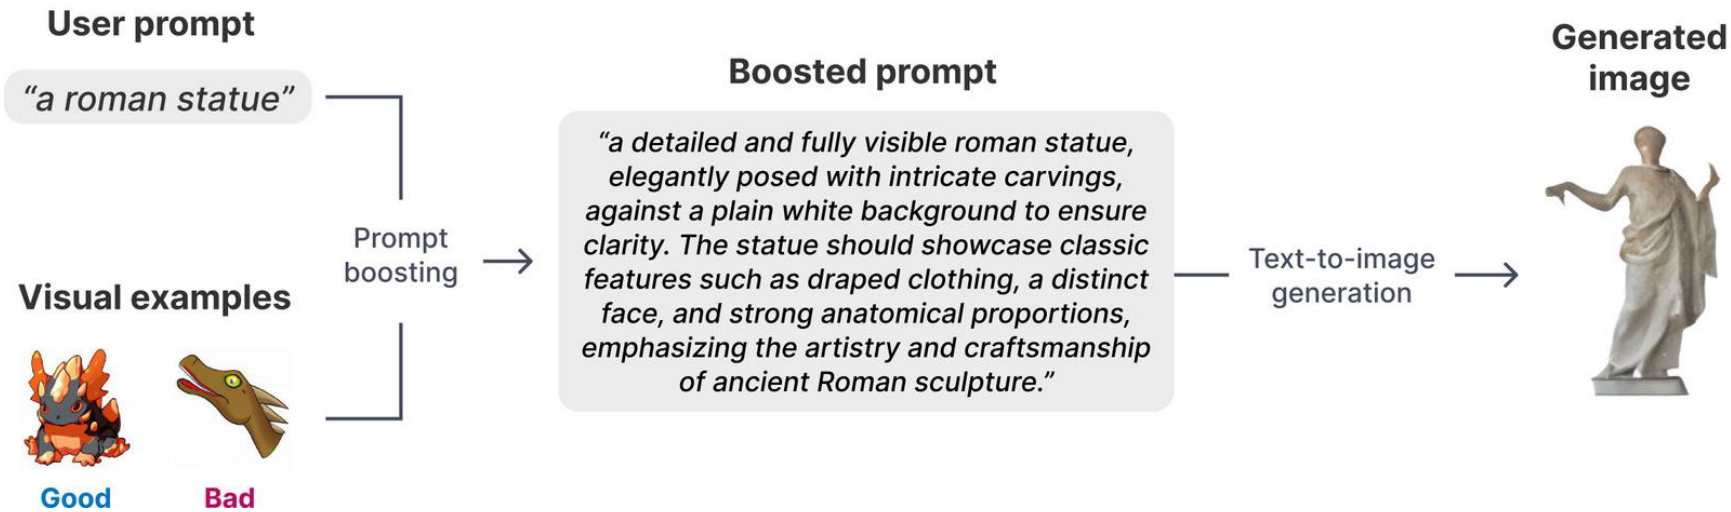 User prompt
“a roman statue”
Visual examples
Good
Bad
Prompt
boosting
Boosted prompt
“a detailed and fully visible roman statue,
elegantly posed with intricate carvings,
against a plain white background to ensure
clarity. The statue should showcase classic
features such as draped clothing, a distinct
face, and strong anatomical proportions,
emphasizing the artistry and craftsmanship
of ancient Roman sculpture.”
Text-to-image
generation
Generated
image